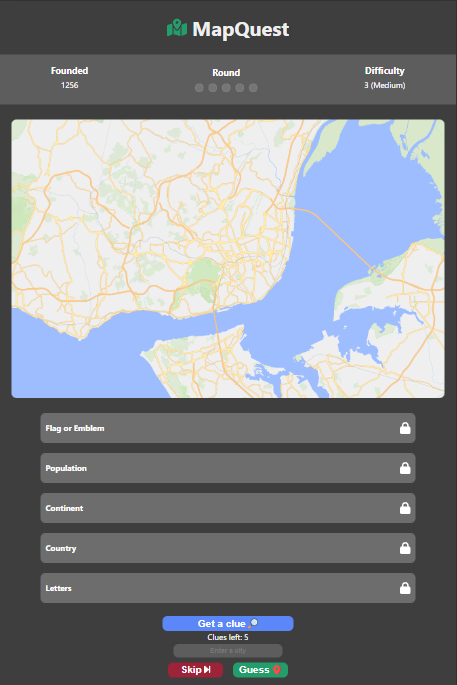 MapQuest
Founded
1256
Round
Difficulty
3 (Medium)
Flag or Emblem
Population
Continent
Country
Letters
Get a clue
Clues left: 5
Enter a city
Skip
Guess